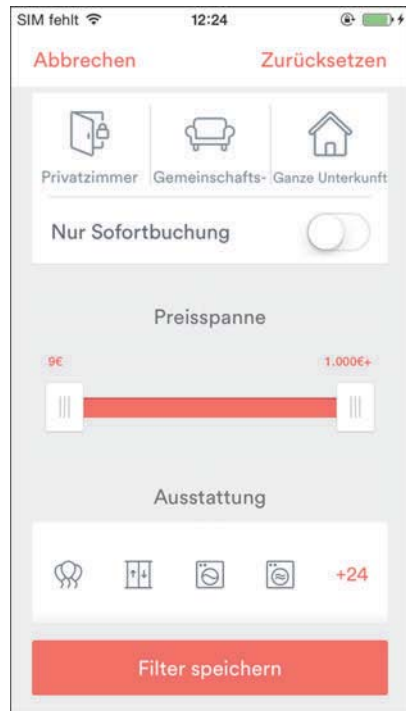 SIM fehlt 12:24
Abbrechen Zurücksetzen
Privatzimmer Gemeinschafts- Ganze Unterkunft
Nur Sofortbuchung
Preisspanne
9€ 1.000€+
Ausstattung
+24
Filter speichern